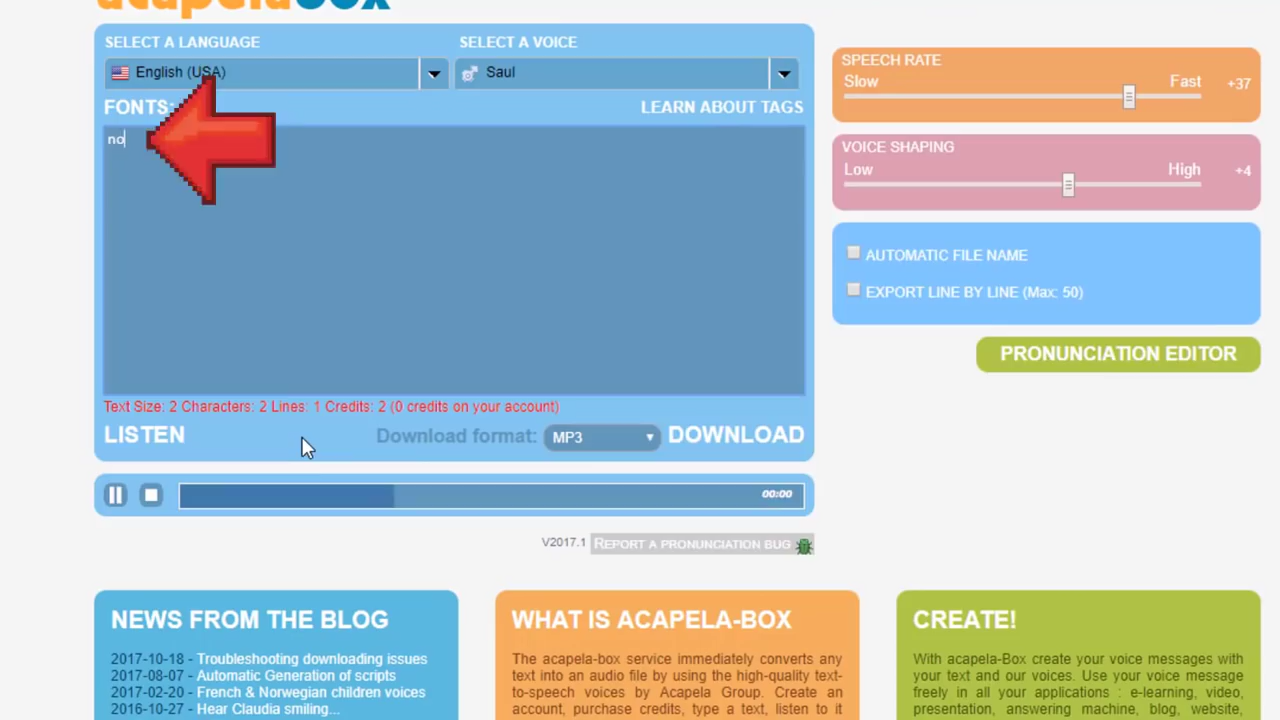 acapelabox
SELECT A LANGUAGE
SELECT A VOICE
English (USA)
Saul
FONTS:
LEARN ABOUT TAGS
no
Text Size: 2 Characters: 2 Lines: 1 Credits: 2 (0 credits on your account)
LISTEN
Download format:
MP3
DOWNLOAD
00:00
V2017.1
REPORT A PRONUNCIATION BUG
SPEECH RATE
Slow
Fast
+37
VOICE SHAPING
Low
High
+4
AUTOMATIC FILE NAME
EXPORT LINE BY LINE (Max: 50)
PRONUNCIATION EDITOR
NEWS FROM THE BLOG
2017-10-18 - Troubleshooting downloading issues
2017-08-07 - Automatic Generation of scripts
2017-02-20 - French & Norwegian children voices
2016-10-27 - Hear Claudia smiling...
WHAT IS ACAPELA-BOX
The acapela-box service immediately converts any
text into an audio file by using the high-quality text-
to-speech voices by Acapela Group. Create an
account, purchase credits, type a text, listen to it
CREATE!
With acapela-Box create your voice messages with
your text and our voices. Use your voice message
freely in all your applications : e-learning, video,
presentation, answering machine, blog, website,